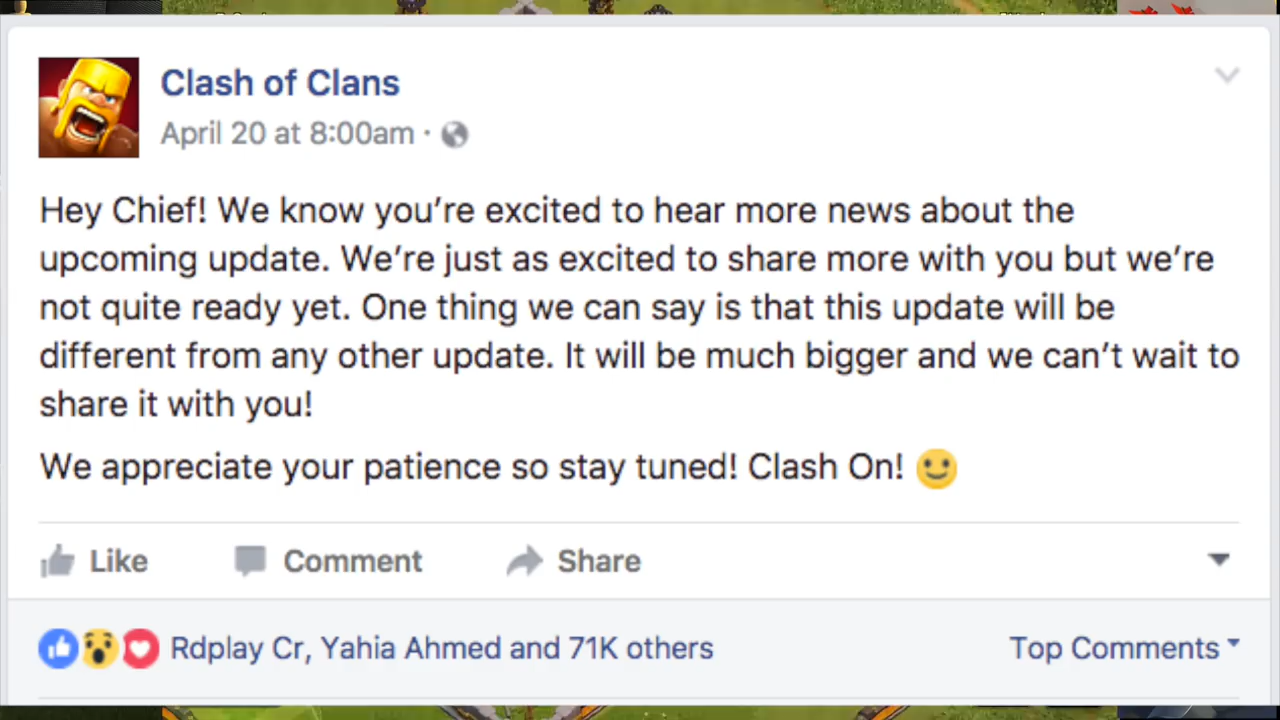 Clash of Clans
April 20 at 8:00am ·
Hey Chief! We know you’re excited to hear more news about the
upcoming update. We’re just as excited to share more with you but we’re
not quite ready yet. One thing we can say is that this update will be
different from any other update. It will be much bigger and we can’t wait to
share it with you!
We appreciate your patience so stay tuned! Clash On! 🙂
Like Comment Share
Rdplay Cr, Yahia Ahmed and 71K others Top Comments